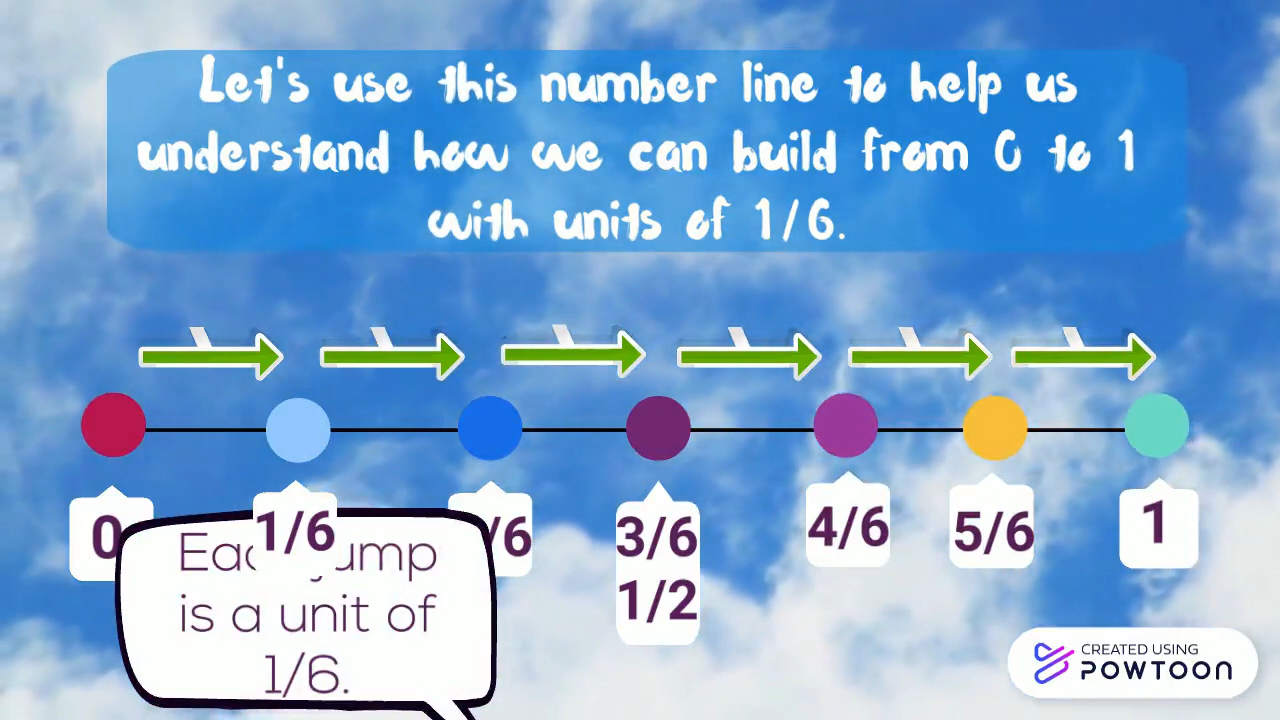 Let's use this number line to help us
understand how we can build from 0 to 1
with units of 1/6.
0
1/6
/6
3/6
1/2
4/6
5/6
1
is a unit of
1/6.
CREATED USING
POWTOON